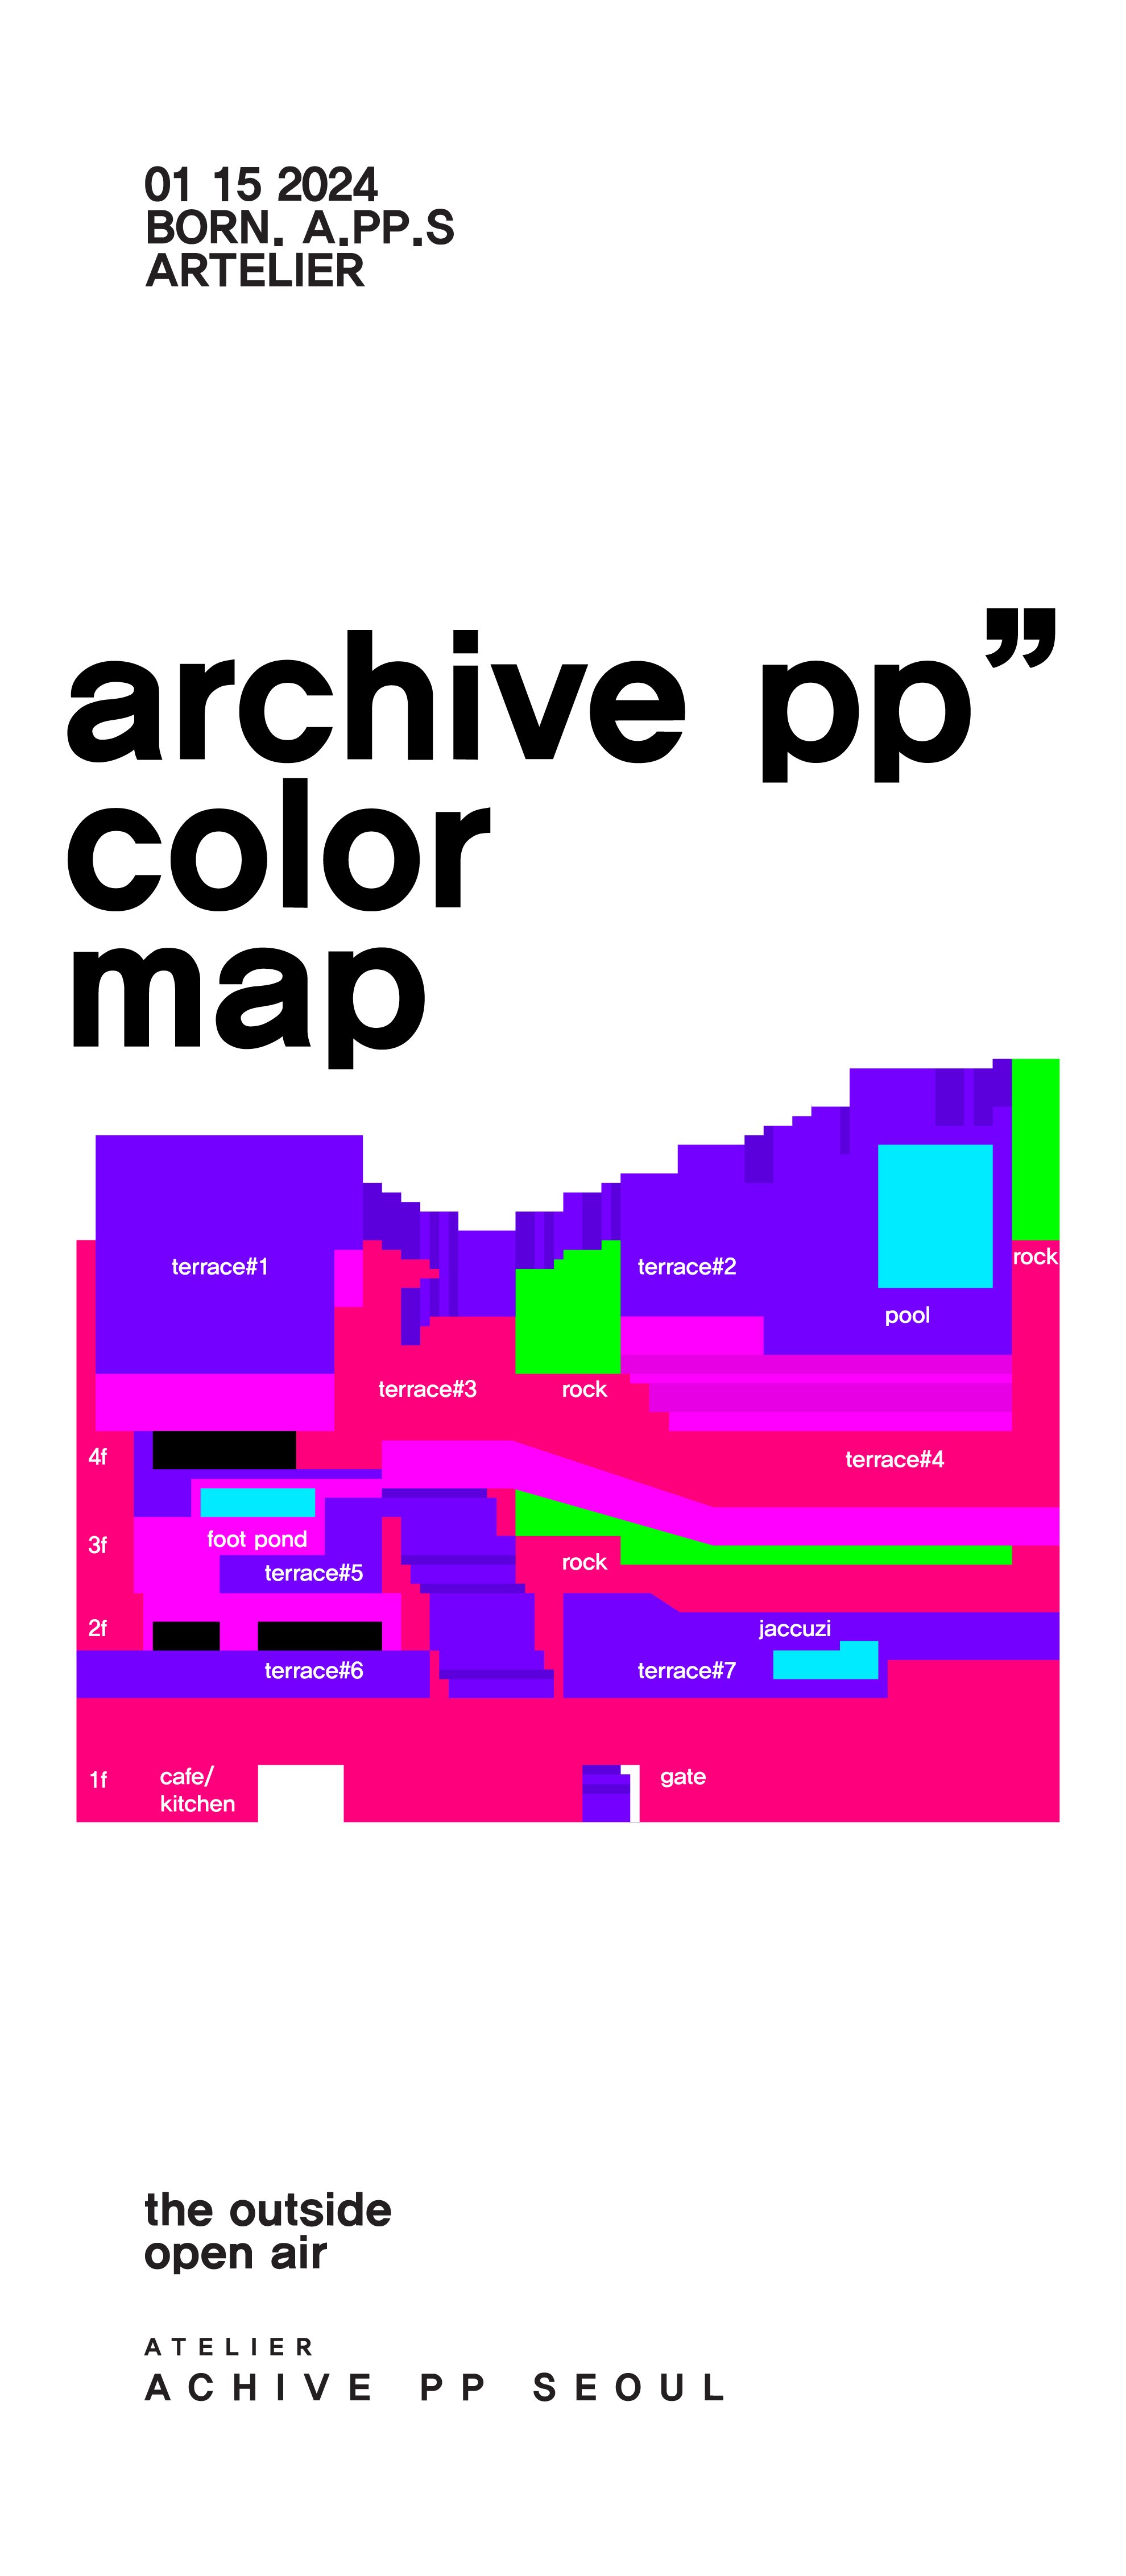 01 15 2024
BORN. A.PP.S
ARTELIER
archive pp”
color
map
terrace#1
terrace#2
rock
pool
terrace#3
rock
4f
terrace#4
3f
foot pond
rock
terrace#5
2f
jaccuzi
terrace#6
terrace#7
1f
cafe/
kitchen
gate
the outside
open air
ATELIER
ACHIVE PP SEOUL